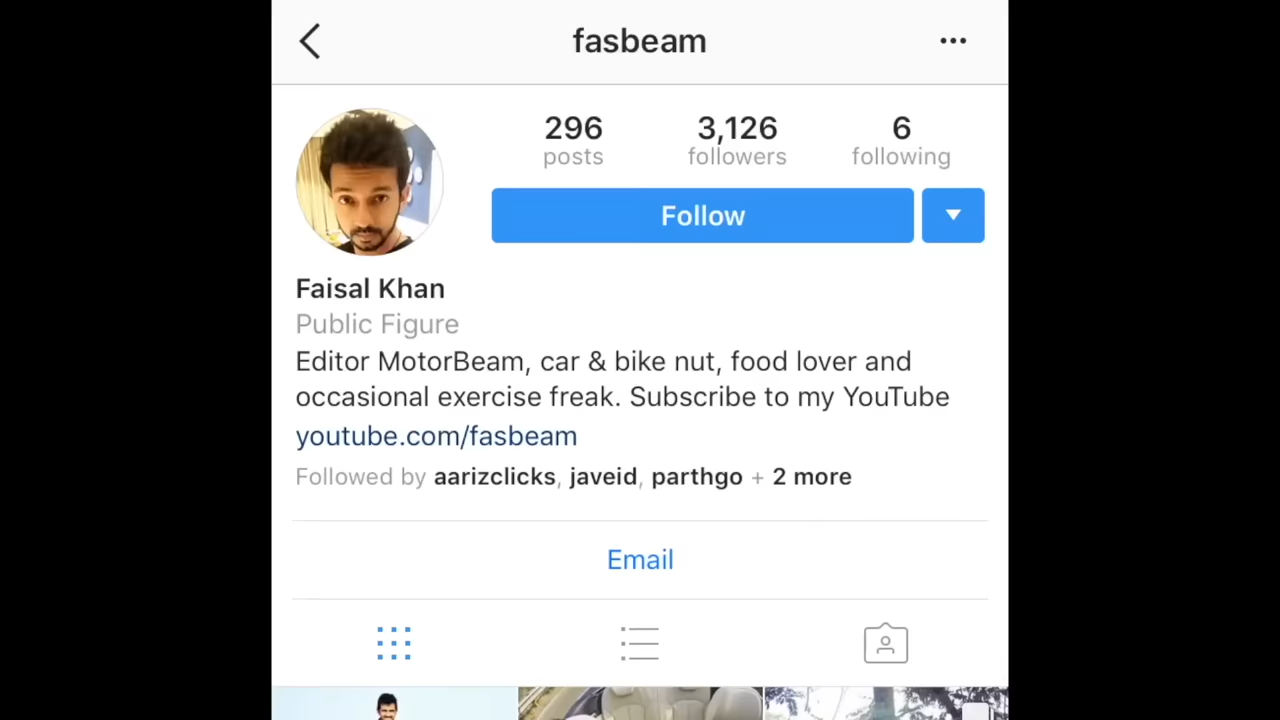 fasbeam
296 3,126 6
posts followers following
Follow
Faisal Khan
Public Figure
Editor MotorBeam, car & bike nut, food lover and
occasional exercise freak. Subscribe to my YouTube
youtube.com/fasbeam
Followed by aarizclicks, javeid, parthgo + 2 more
Email